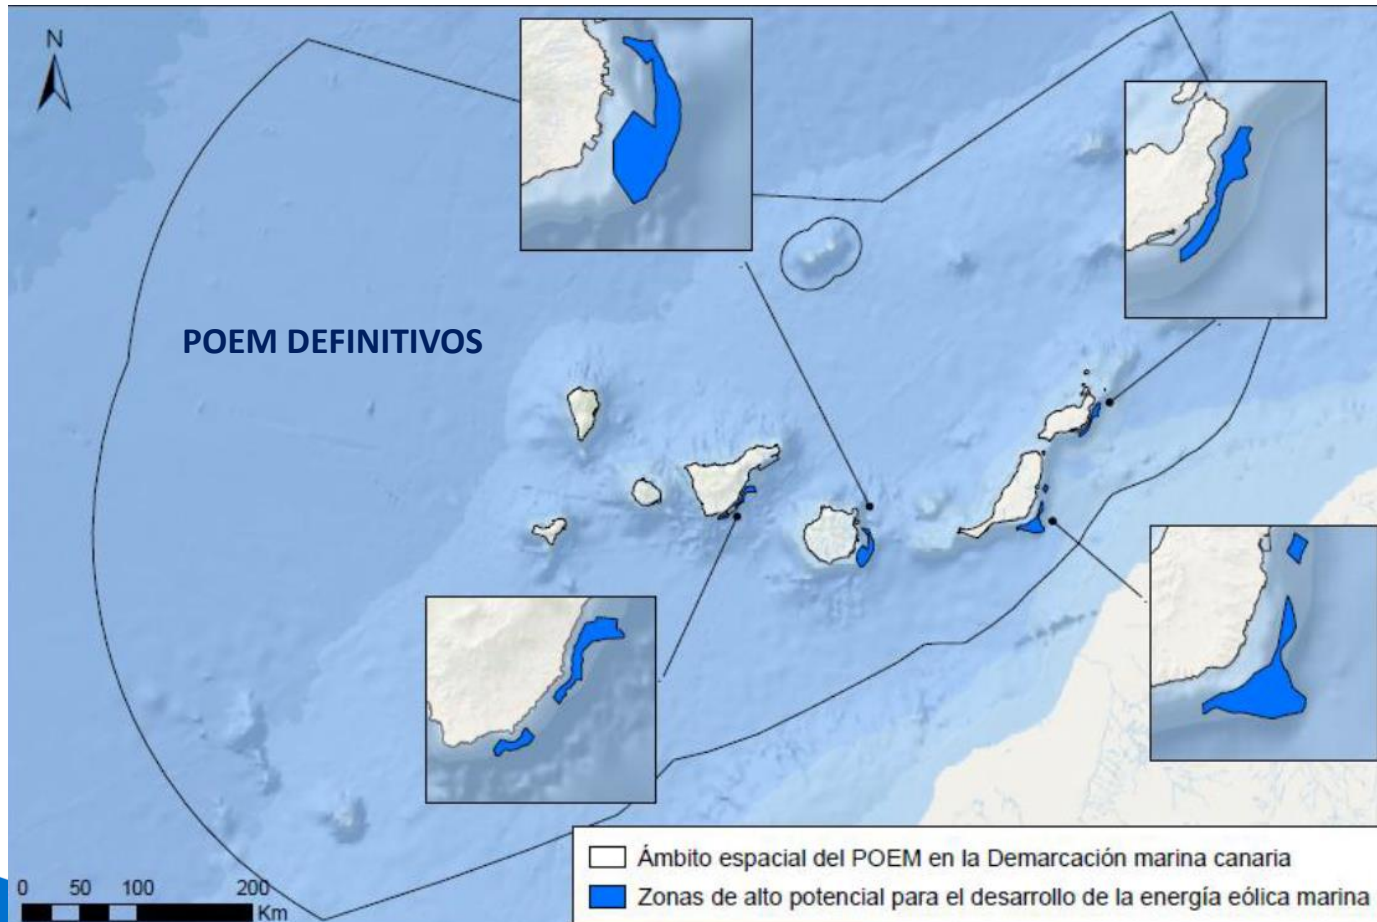 N
POEM DEFINITIVOS
Ámbito espacial del POEM en la Demarcación marina canaria
Zonas de alto potencial para el desarrollo de la energía eólica marina
0 50 100 200
Km